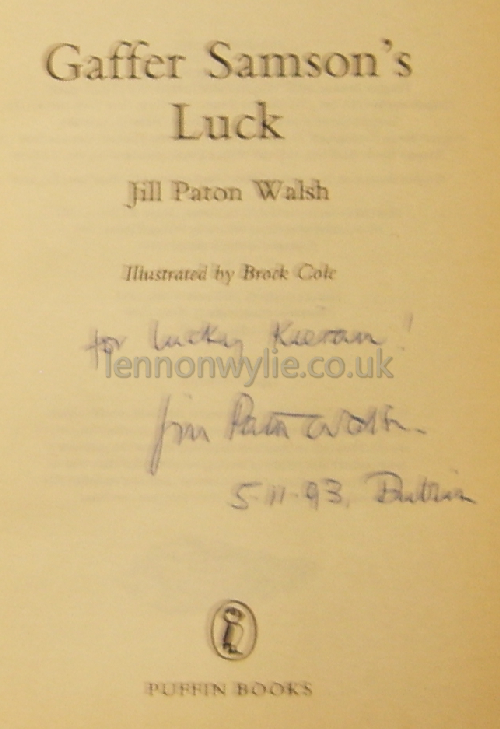 Gaffer Samson's
Luck
Jill Paton Walsh
Illustrated by Brock Cole
for lucky Kieran!
lennonwylie.co.uk
Jill Paton Walsh
5·11·93, Dublin
PUFFIN BOOKS